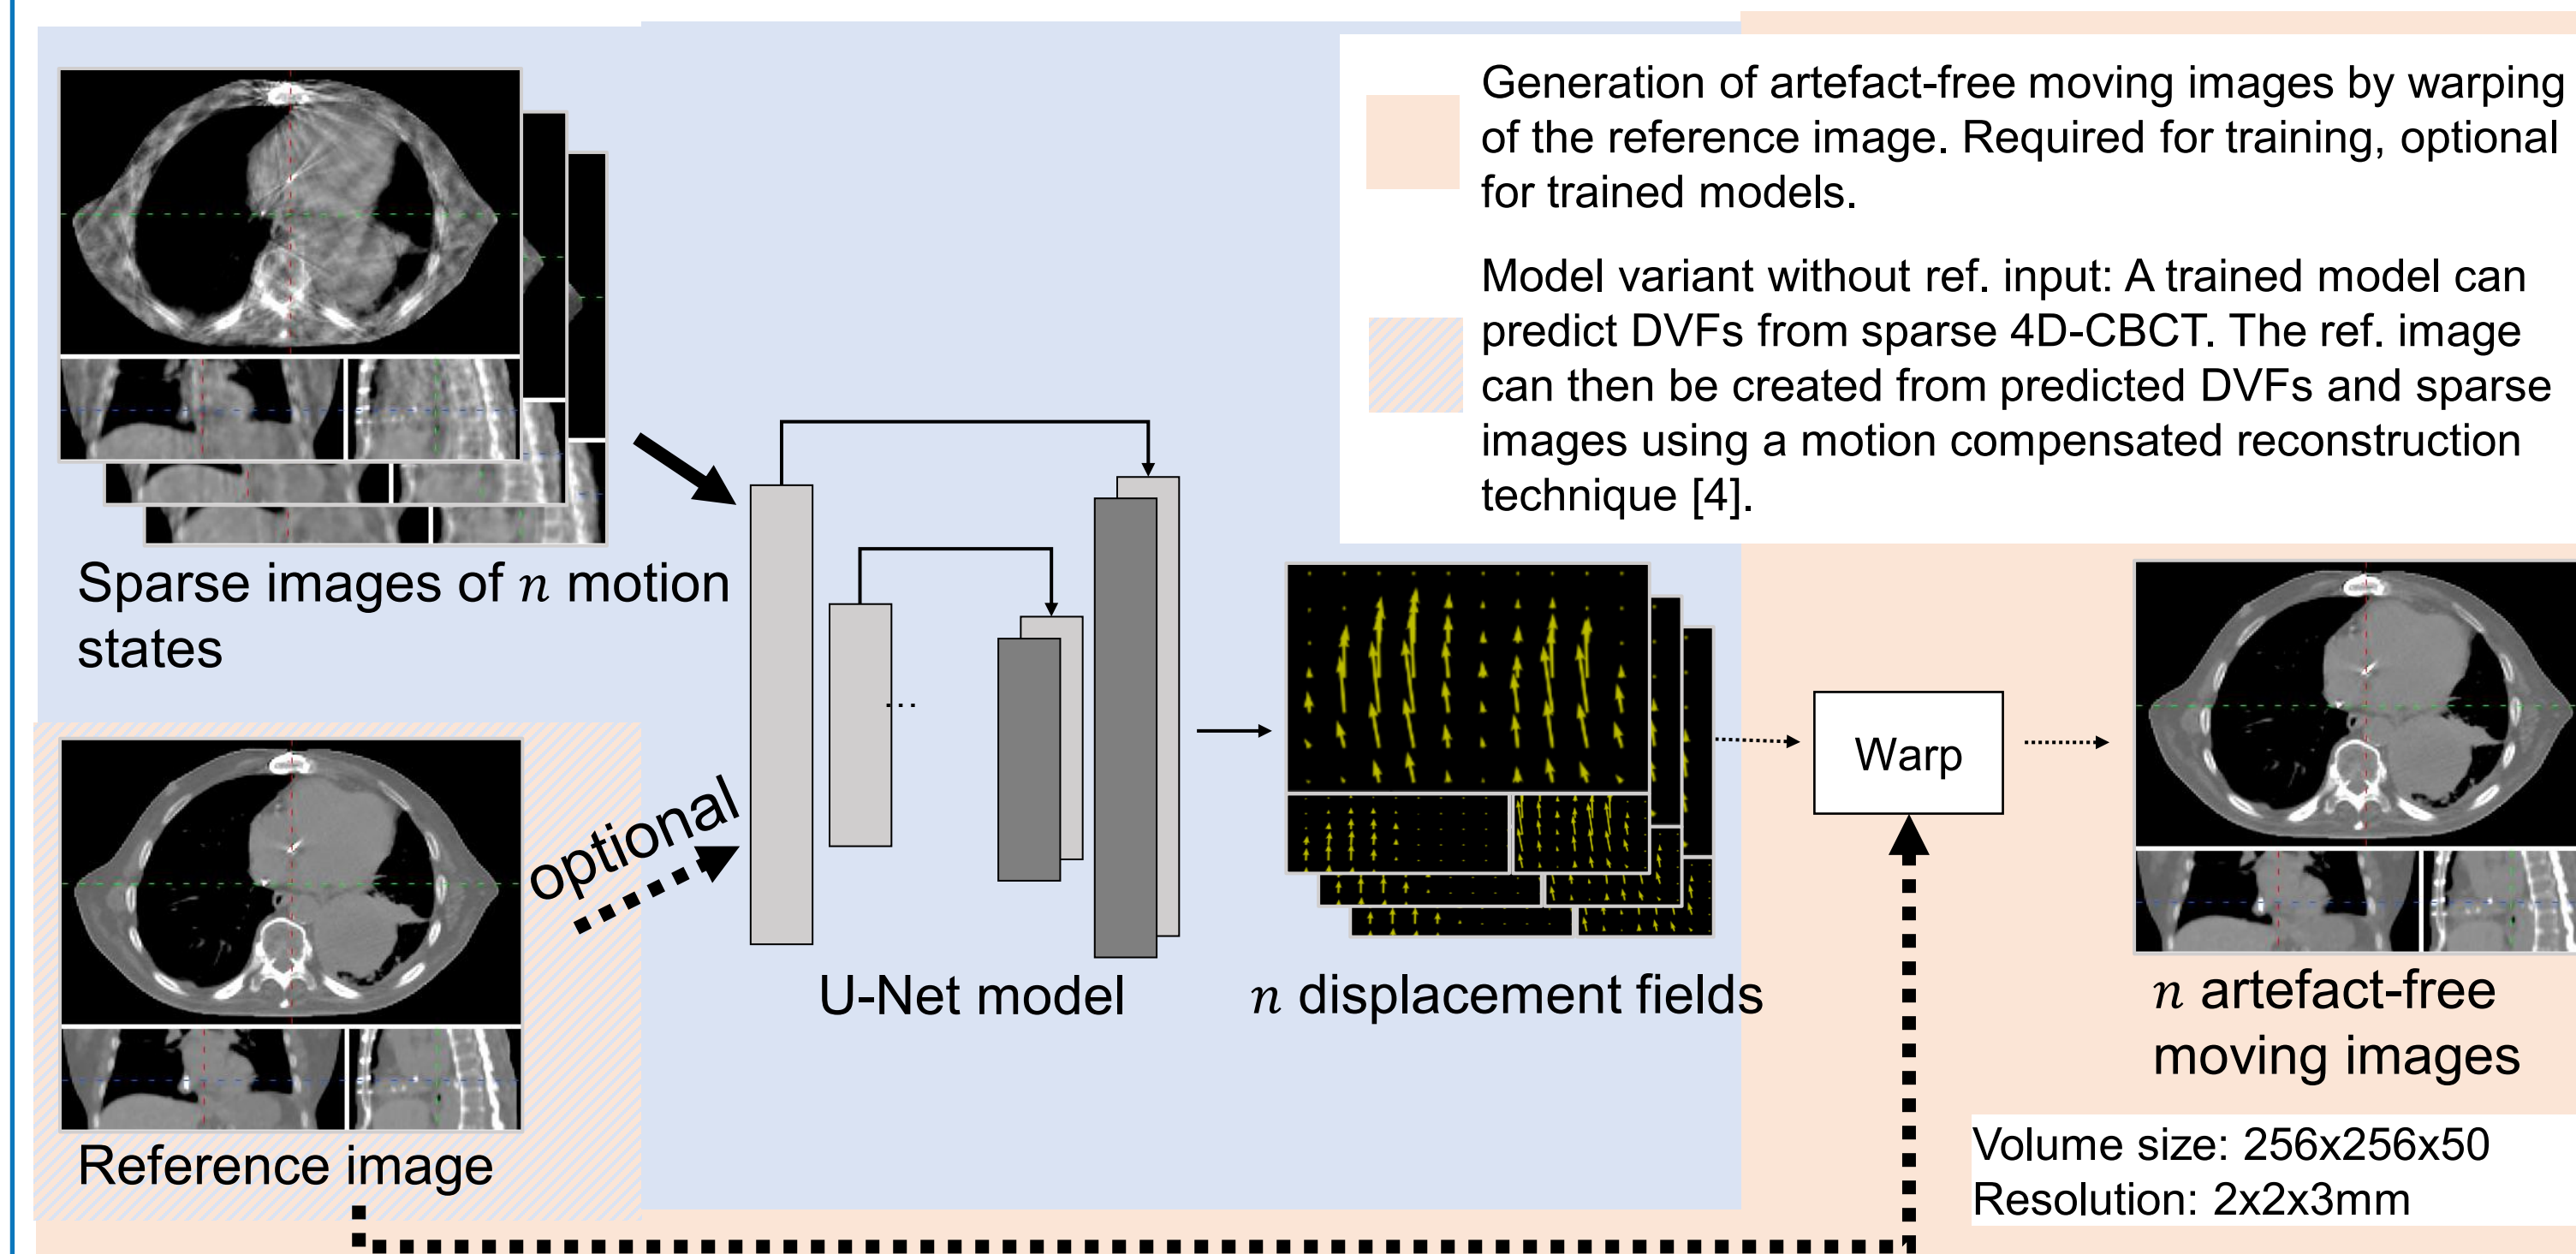 Generation of artefact-free moving images by warping
of the reference image. Required for training, optional
for trained models.
Model variant without ref. input: A trained model can
predict DVFs from sparse 4D-CBCT. The ref. image
can then be created from predicted DVFs and sparse
images using a motion compensated reconstruction
technique [4].
Sparse images of n motion
states
optional
...
U-Net model
n displacement fields
Warp
n artefact-free
moving images
Reference image
Volume size: 256x256x50
Resolution: 2x2x3mm